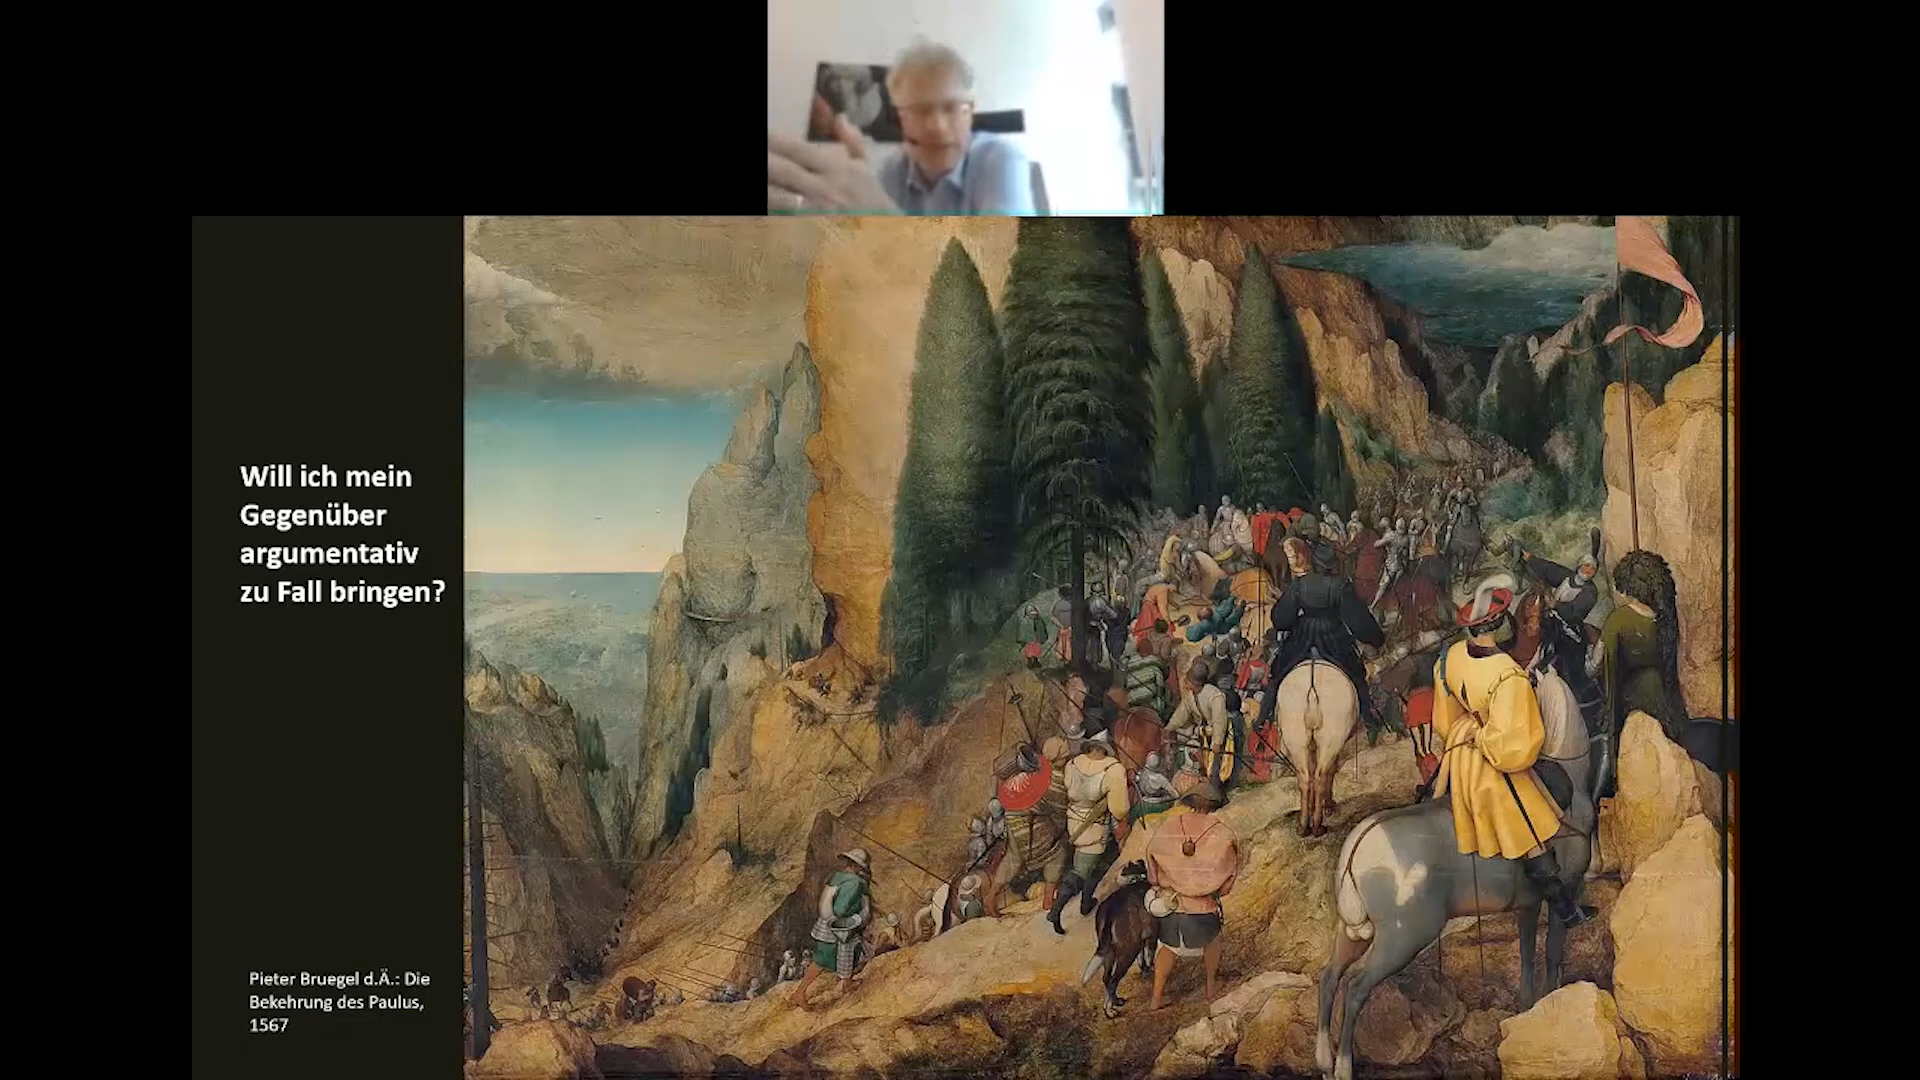 Will ich mein
Gegenüber
argumentativ
zu Fall bringen?
Pieter Bruegel d.Ä.: Die
Bekehrung des Paulus,
1567